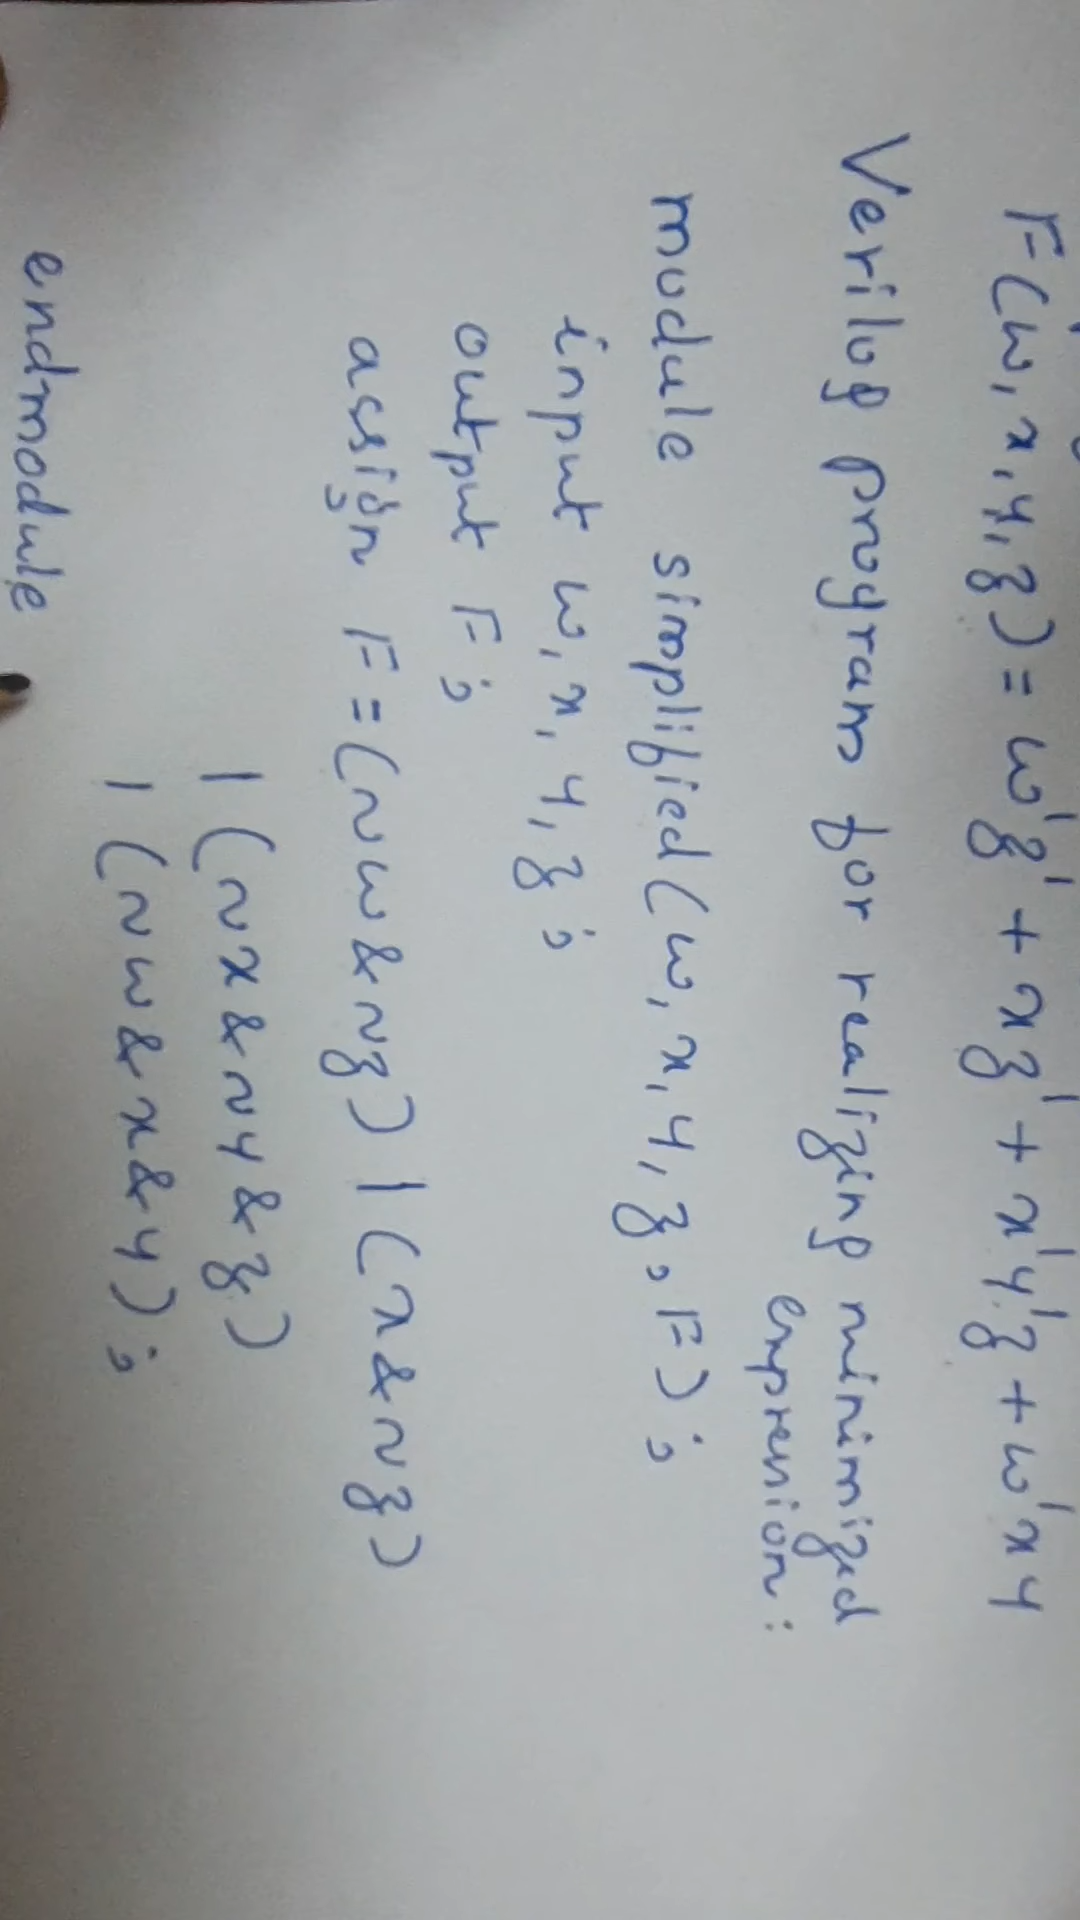 F(w,x,y,z) = w'z' + xz' + x'y'z + w'xy
Verilog program for realizing minimized
expression:
module simplified(w,x,y,z,F);
input w,x,y,z;
output F;
assign F=(~w&~z)|(x&~z)
|(~x&~y&z)
|(~w&x&y);
endmodule